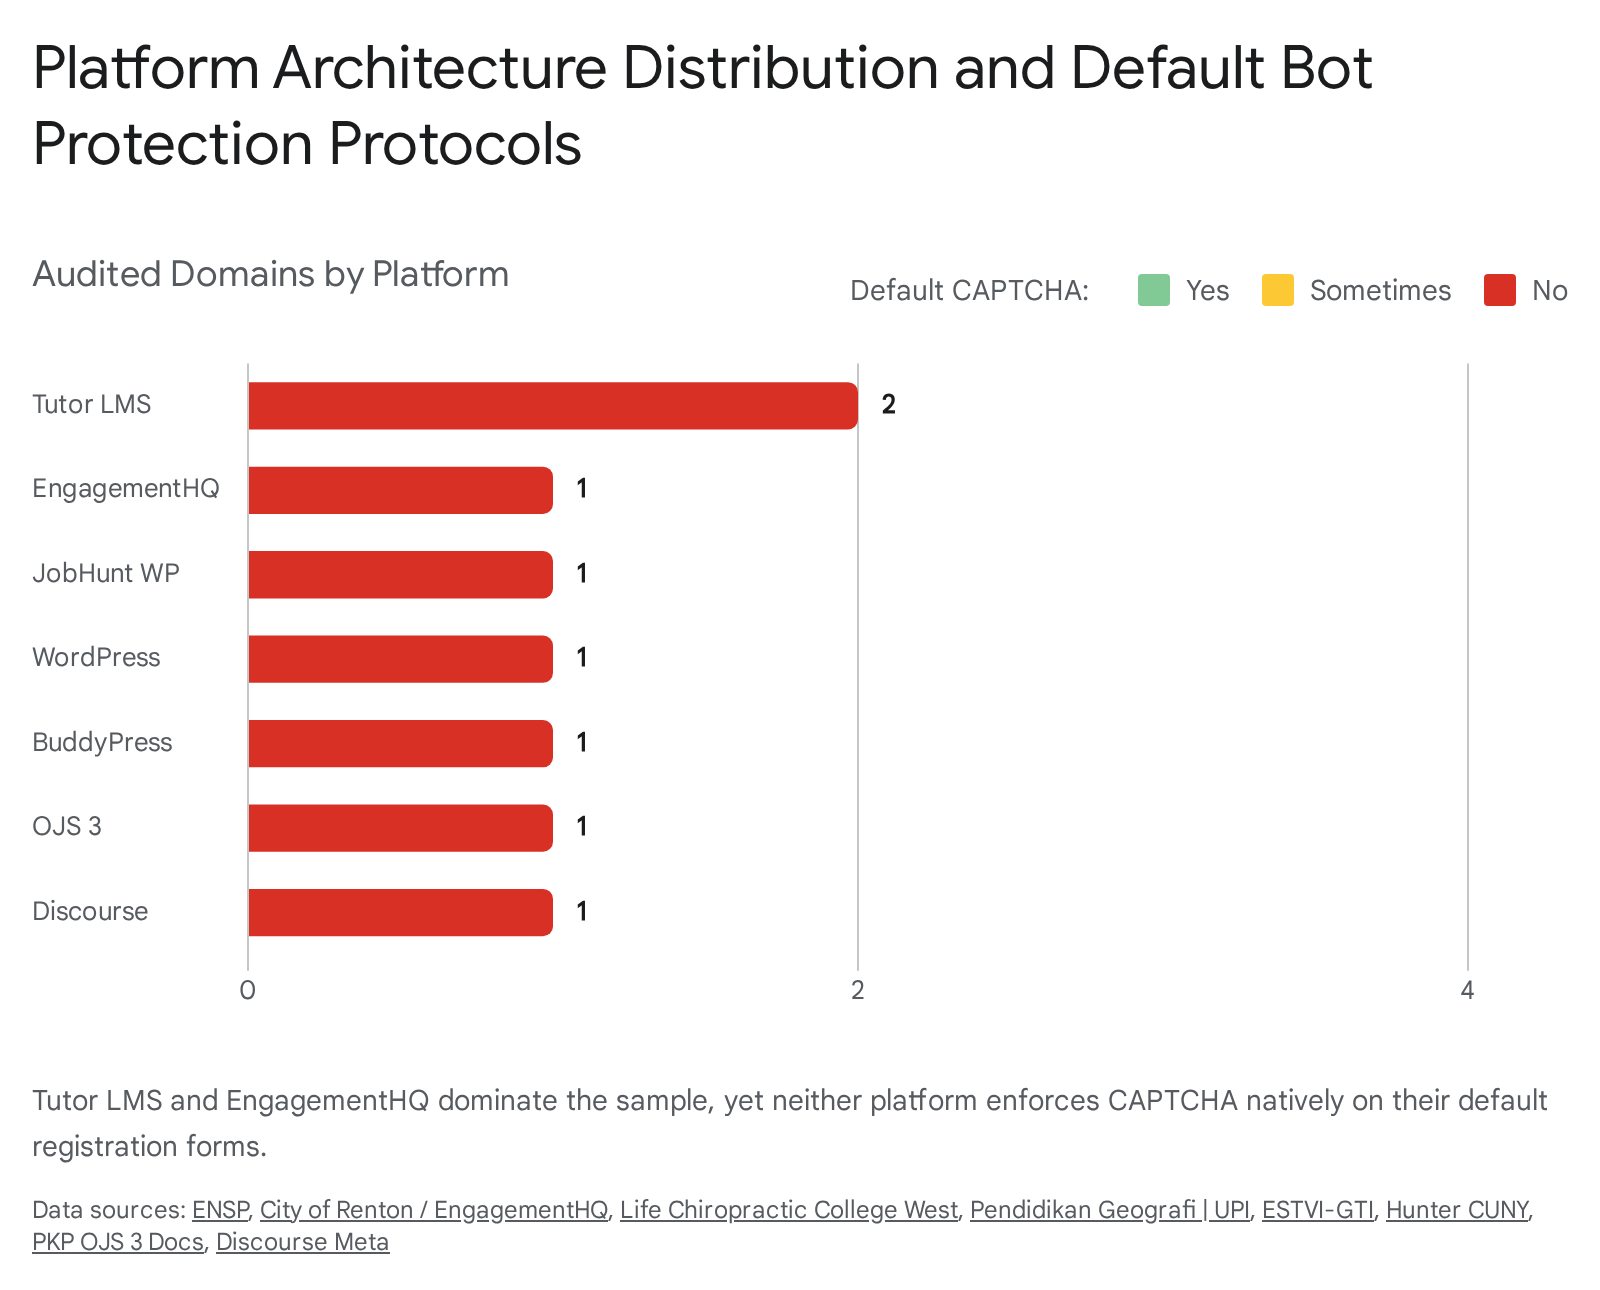 Platform Architecture Distribution and Default Bot
Protection Protocols
Audited Domains by Platform
Default CAPTCHA: Yes Sometimes No
Tutor LMS 2
EngagementHQ 1
JobHunt WP 1
WordPress 1
BuddyPress 1
OJS 3 1
Discourse 1
0 2 4
Tutor LMS and EngagementHQ dominate the sample, yet neither platform enforces CAPTCHA natively on their default
registration forms.
Data sources: ENSP, City of Renton / EngagementHQ, Life Chiropractic College West, Pendidikan Geografi | UPI, ESTVI-GTI, Hunter CUNY,
PKP OJS 3 Docs, Discourse Meta